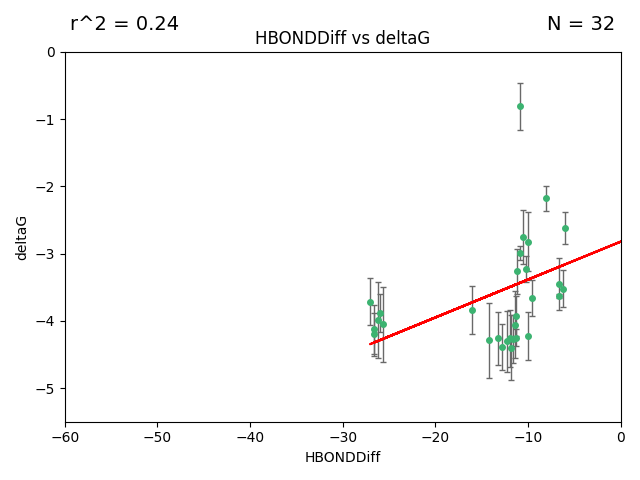 r^2 = 0.24
N = 32
HBONDDiff vs deltaG
0
−1
−2
−3
−4
−5
deltaG
−60
−50
−40
−30
−20
−10
0
HBONDDiff